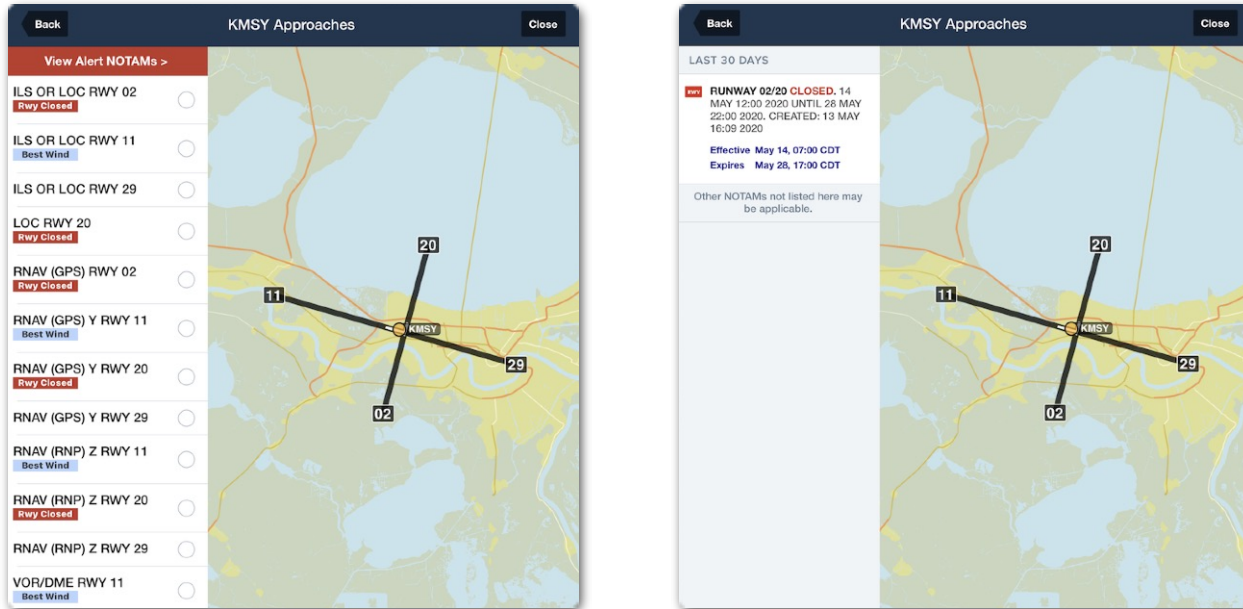 Back
KMSY Approaches
Close
View Alert NOTAMs >
ILS OR LOC RWY 02
Rwy Closed
ILS OR LOC RWY 11
Best Wind
ILS OR LOC RWY 29
LOC RWY 20
Rwy Closed
RNAV (GPS) RWY 02
Rwy Closed
RNAV (GPS) Y RWY 11
Best Wind
RNAV (GPS) Y RWY 20
Rwy Closed
RNAV (GPS) Y RWY 29
RNAV (RNP) Z RWY 11
Best Wind
RNAV (RNP) Z RWY 20
Rwy Closed
RNAV (RNP) Z RWY 29
VOR/DME RWY 11
Best Wind
20
11
KMSY
29
02
Back
KMSY Approaches
Close
LAST 30 DAYS
RWY RUNWAY 02/20 CLOSED. 14
MAY 12:00 2020 UNTIL 28 MAY
22:00 2020. CREATED: 13 MAY
16:09 2020
Effective May 14, 07:00 CDT
Expires May 28, 17:00 CDT
Other NOTAMs not listed here may
be applicable.
20
11
KMSY
29
02